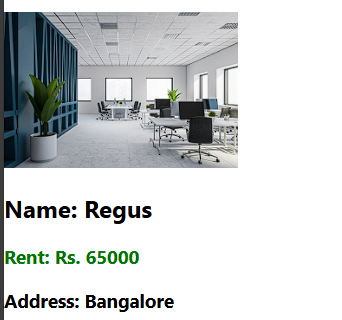 Name: Regus
Rent: Rs. 65000
Address: Bangalore